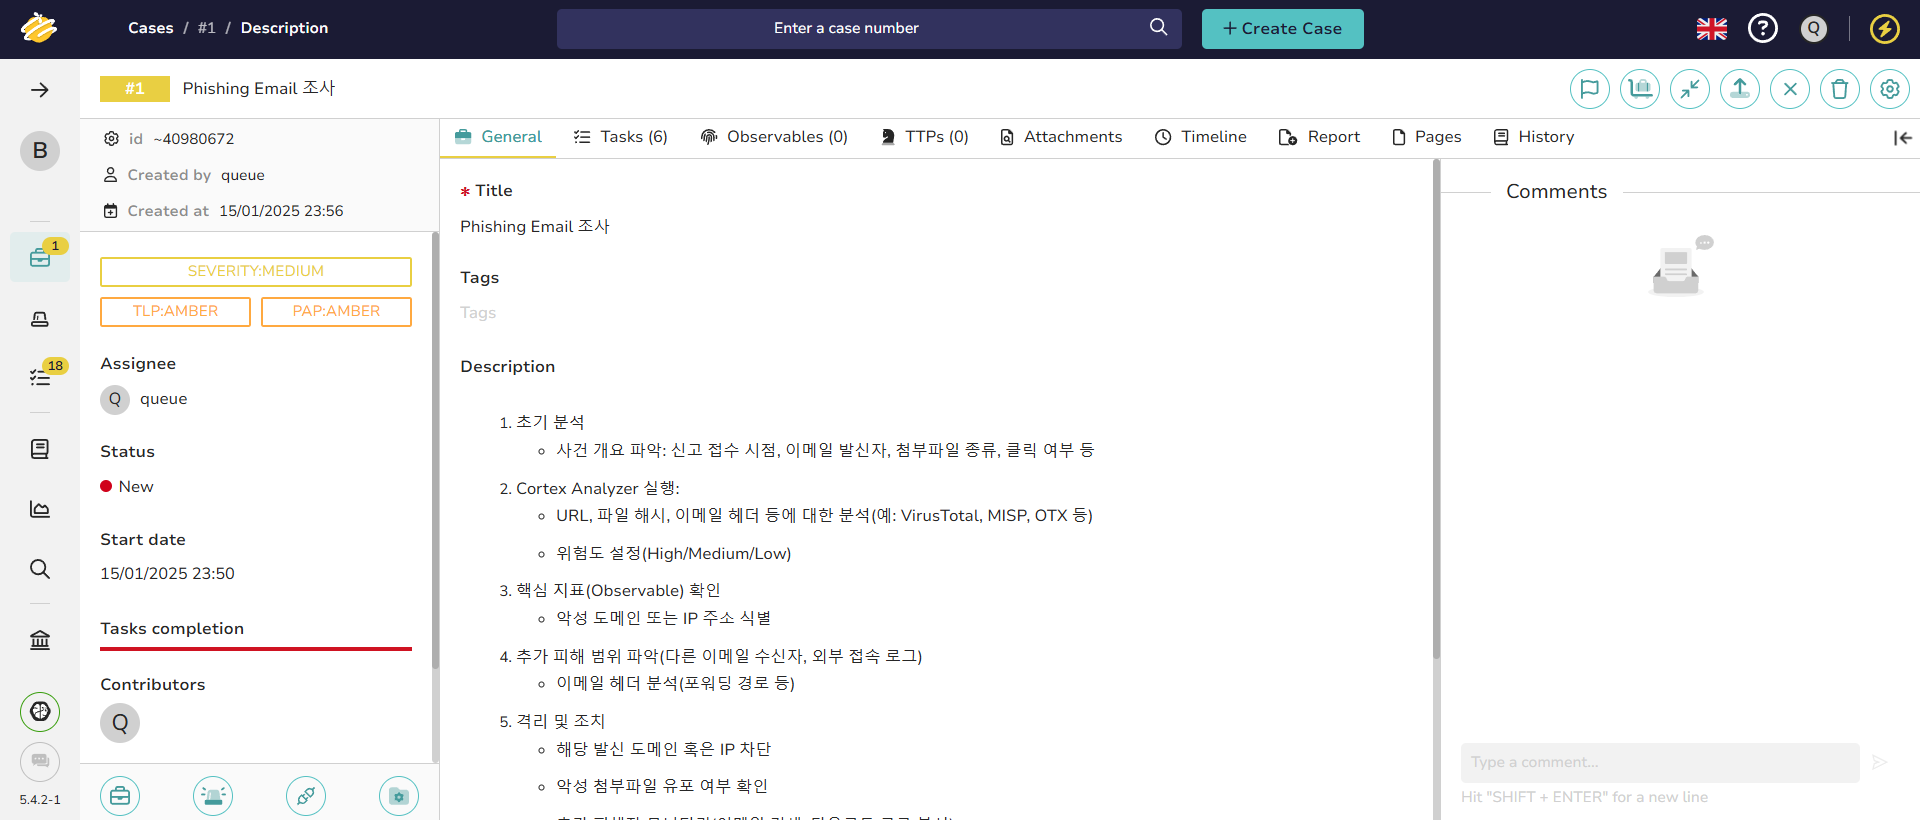 Cases / #1 / Description
Enter a case number
+ Create Case
Q
#1 Phishing Email 조사
B
id ~40980672
Created by queue
Created at 15/01/2025 23:56
General
Tasks (6)
Observables (0)
TTPs (0)
Attachments
Timeline
Report
Pages
History
1
18
5.4.2-1
SEVERITY:MEDIUM
TLP:AMBER
PAP:AMBER
Assignee
Q queue
Status
New
Start date
15/01/2025 23:50
Tasks completion
Contributors
Q
* Title
Phishing Email 조사
Tags
Tags
Description
1. 초기 분석
사건 개요 파악: 신고 접수 시점, 이메일 발신자, 첨부파일 종류, 클릭 여부 등
2. Cortex Analyzer 실행:
URL, 파일 해시, 이메일 헤더 등에 대한 분석(예: VirusTotal, MISP, OTX 등)
위험도 설정(High/Medium/Low)
3. 핵심 지표(Observable) 확인
악성 도메인 또는 IP 주소 식별
4. 추가 피해 범위 파악(다른 이메일 수신자, 외부 접속 로그)
이메일 헤더 분석(포워딩 경로 등)
5. 격리 및 조치
해당 발신 도메인 혹은 IP 차단
악성 첨부파일 유포 여부 확인
Comments
Type a comment...
Hit "SHIFT + ENTER" for a new line